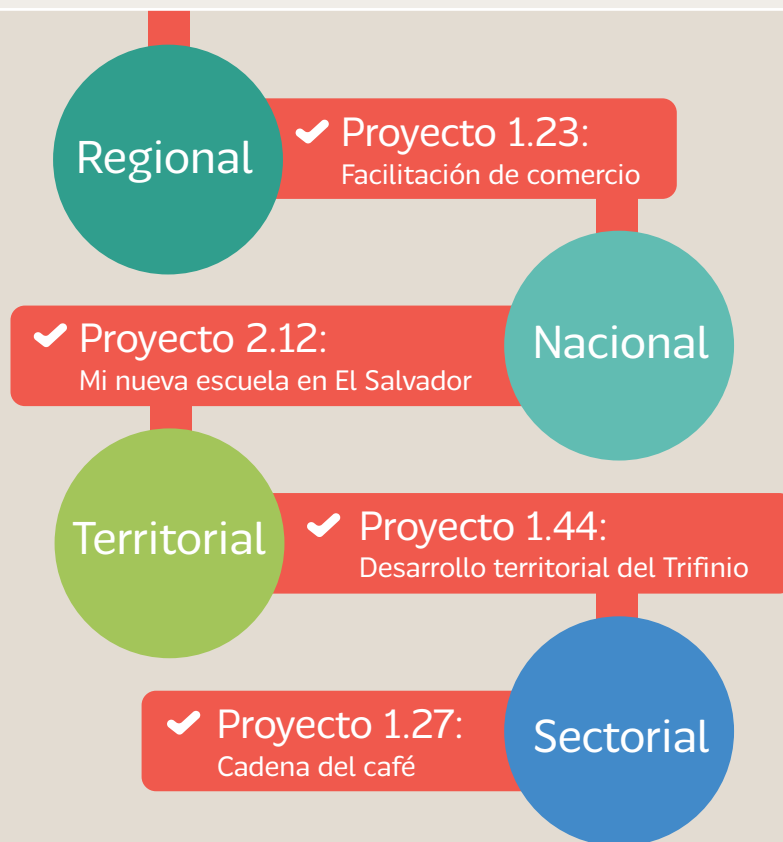 Regional
✔ Proyecto 1.23:
Facilitación de comercio
Nacional
✔ Proyecto 2.12:
Mi nueva escuela en El Salvador
Territorial
✔ Proyecto 1.44:
Desarrollo territorial del Trifinio
Sectorial
✔ Proyecto 1.27:
Cadena del café